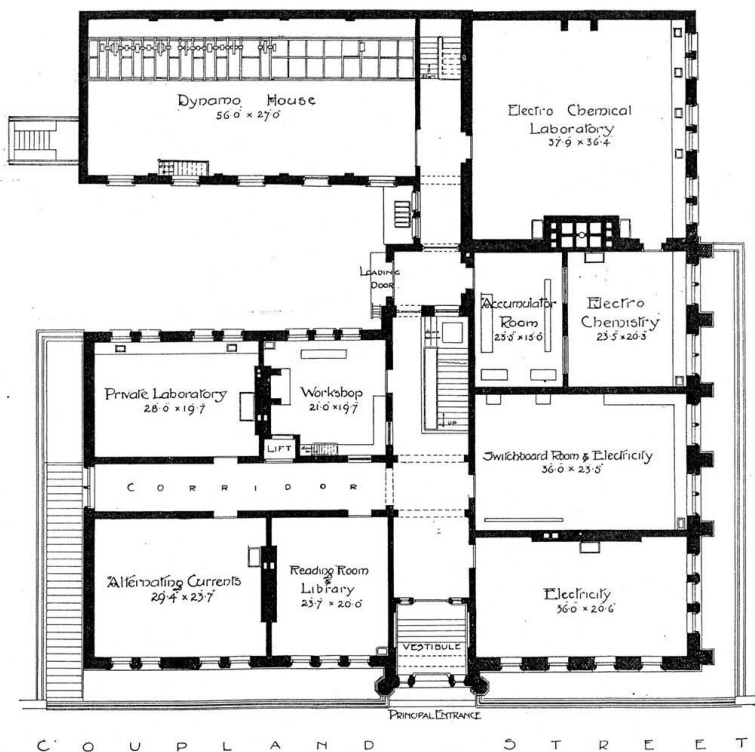 Dynamo House
56·0 × 27·0
Electro Chemical
Laboratory
37·9 × 36·4
LOADING
DOOR
Accumulator
Room
23·5 × 15·6
Electro
Chemistry
23·5 × 20·3
Private Laboratory
28·0 × 19·7
Workshop
21·0 × 19·7
LIFT
UP
Switchboard Room & Electricity
36·0 × 23·5
CORRIDOR
Alternating Currents
29·4 × 23·7
Reading Room
&
Library
23·7 × 20·0
Electricity
36·0 × 20·6
VESTIBULE
PRINCIPAL ENTRANCE
COUPLAND STREET